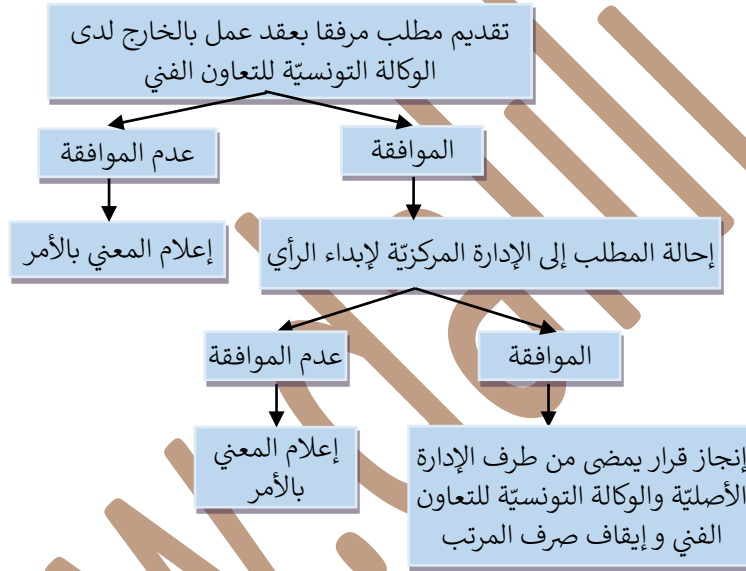 تقديم مطلب مرفقا بعقد عمل بالخارج لدى
الوكالة التونسيّة للتعاون الفني
الموافقة
عدم الموافقة
إعلام المعني بالأمر
إحالة المطلب إلى الإدارة المركزيّة لإبداء الرأي
الموافقة
عدم الموافقة
إعلام المعني
بالأمر
إنجاز قرار يمضى من طرف الإدارة
الأصليّة والوكالة التونسيّة للتعاون
الفني وإيقاف صرف المرتب